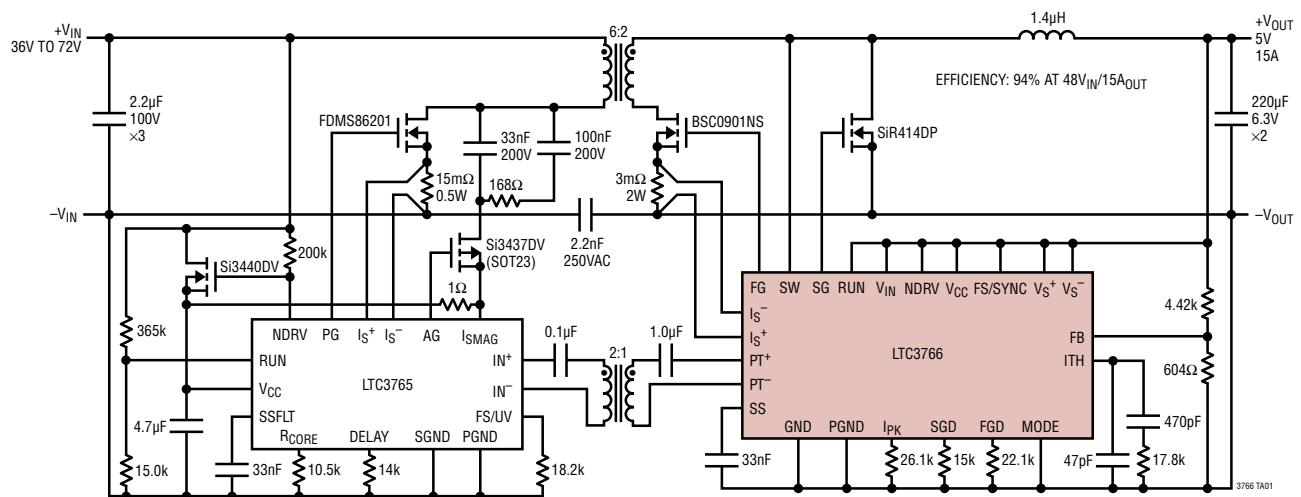 +VIN
36V TO 72V
2.2µF
100V
×3
FDMS86201
33nF
200V
100nF
200V
6:2
BSC0901NS
1.4µH
+VOUT
5V
15A
EFFICIENCY: 94% AT 48VIN/15AOUT
SiR414DP
220µF
6.3V
×2
15mΩ
0.5W
168Ω
3mΩ
2W
–VIN
–VOUT
2.2nF
250VAC
200k
Si3440DV
Si3437DV
(SOT23)
1Ω
365k
NDRV PG IS+ IS– AG ISMAG
RUN
VCC
SSFLT
LTC3765
IN+
IN–
FS/UV
RCORE DELAY SGND PGND
4.7µF
15.0k
33nF
10.5k
14k
18.2k
0.1µF
2:1
1.0µF
FG SW SG RUN VIN NDRV VCC FS/SYNC VS+ VS–
IS–
IS+
PT+
PT–
SS
LTC3766
FB
ITH
GND PGND IPK SGD FGD MODE
4.42k
604Ω
33nF
26.1k
15k
22.1k
47pF
470pF
17.8k
3766 TA01